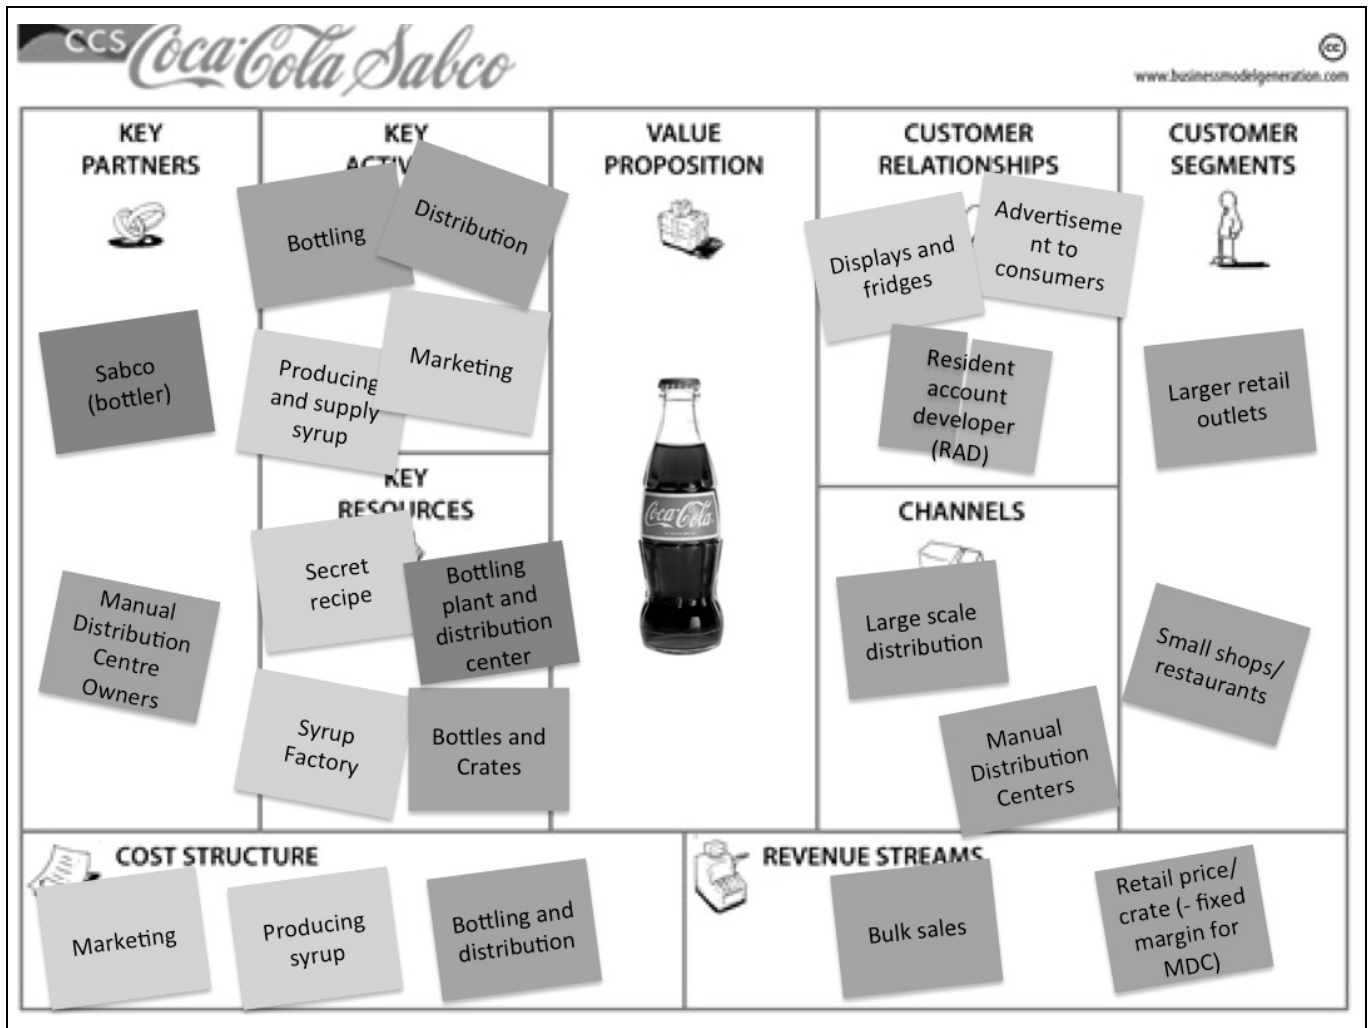 CCS Coca-Cola Sabco
www.businessmodelgeneration.com
KEY
PARTNERS
Sabco
(bottler)
Manual
Distribution
Centre
Owners
KEY
Bottling
Distribution
Producing
and supply
syrup
Marketing
KEY
RESOURCES
Secret
recipe
Bottling
plant and
distribution
center
Syrup
Factory
Bottles and
Crates
VALUE
PROPOSITION
Coca-Cola
CUSTOMER
RELATIONSHIPS
Displays and
fridges
Advertiseme
nt to
consumers
Resident
account
developer
(RAD)
CHANNELS
Large scale
distribution
Manual
Distribution
Centers
CUSTOMER
SEGMENTS
Larger retail
outlets
Small shops/
restaurants
COST STRUCTURE
Marketing
Producing
syrup
Bottling and
distribution
REVENUE STREAMS
Bulk sales
Retail price/
crate (- fixed
margin for
MDC)